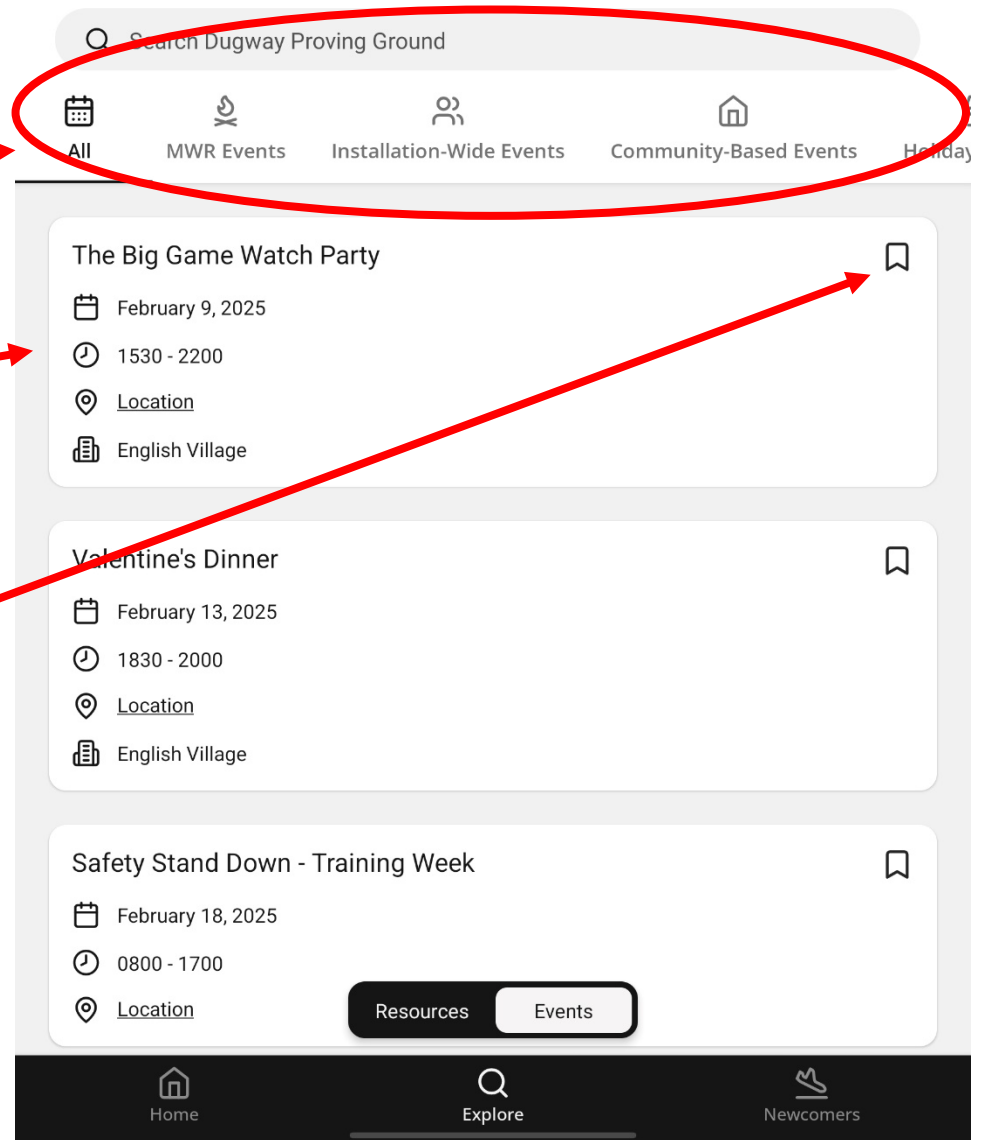 Search Dugway Proving Ground
All MWR Events Installation-Wide Events Community-Based Events Holiday
The Big Game Watch Party
February 9, 2025
1530 - 2200
Location
English Village
Valentine's Dinner
February 13, 2025
1830 - 2000
Location
English Village
Safety Stand Down - Training Week
February 18, 2025
0800 - 1700
Location
Resources Events
Home Explore Newcomers